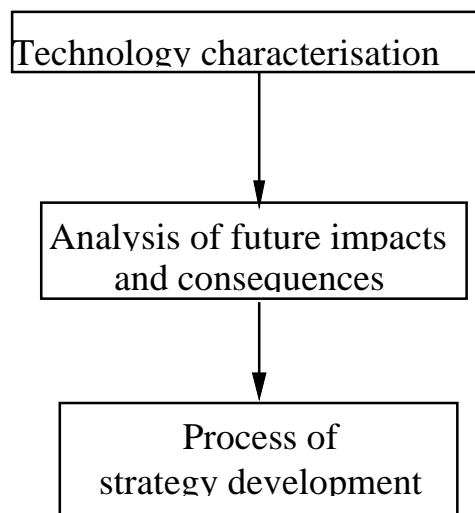 Technology characterisation
Analysis of future impacts
and consequences
Process of
strategy development